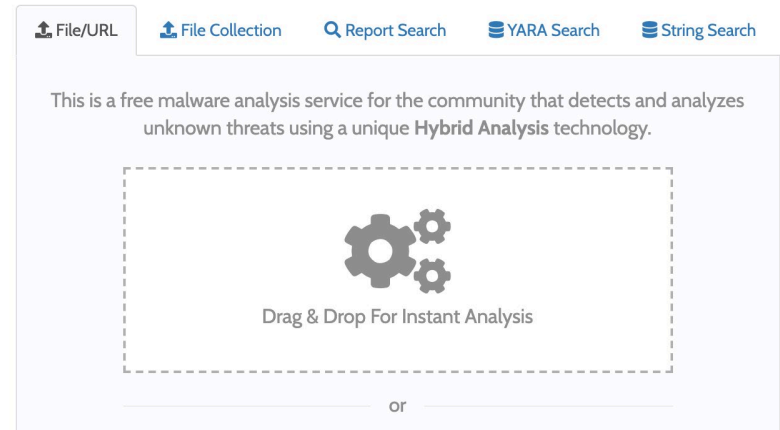 File/URL File Collection Report Search YARA Search String Search
This is a free malware analysis service for the community that detects and analyzes
unknown threats using a unique Hybrid Analysis technology.
Drag & Drop For Instant Analysis
or